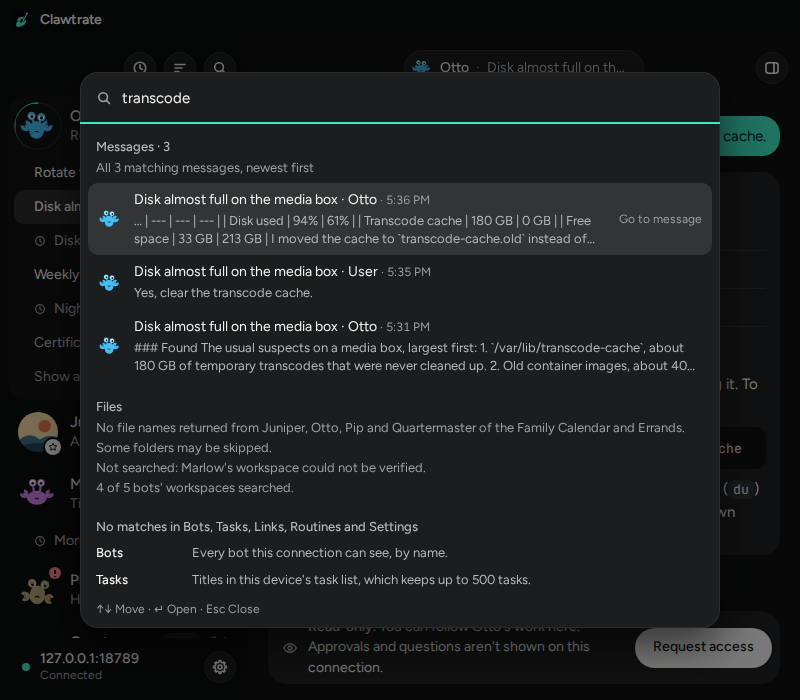 Clawtrate
Otto · Disk almost full on th...
transcode
cache.
Messages · 3
All 3 matching messages, newest first
Rotate
Disk almost full on the media box · Otto · 5:36 PM
... | --- | --- | --- | | Disk used | 94% | 61% | | Transcode cache | 180 GB | 0 GB | | Free
Go to message
space | 33 GB | 213 GB | I moved the cache to `transcode-cache.old` instead of...
Disk aln
Disk
Disk almost full on the media box · User · 5:35 PM
Yes, clear the transcode cache.
Weekly
Nigh
Disk almost full on the media box · Otto · 5:31 PM
Certific
### Found The usual suspects on a media box, largest first: 1. `/var/lib/transcode-cache`, about
180 GB of temporary transcodes that were never cleaned up. 2. Old container images, about 40...
Show a
g it. To
Files
No file names returned from Juniper, Otto, Pip and Quartermaster of the Family Calendar and Errands.
Some folders may be skipped.
che
Not searched: Marlow's workspace could not be verified.
4 of 5 bots' workspaces searched.
( du )
wn
No matches in Bots, Tasks, Links, Routines and Settings
Mor
Bots Every bot this connection can see, by name.
Tasks Titles in this device's task list, which keeps up to 500 tasks.
↑↓ Move · ↵ Open · Esc Close
Read-only. You can follow Otto's work here.
Approvals and questions aren't shown on this
connection.
Request access
127.0.0.1:18789
Connected